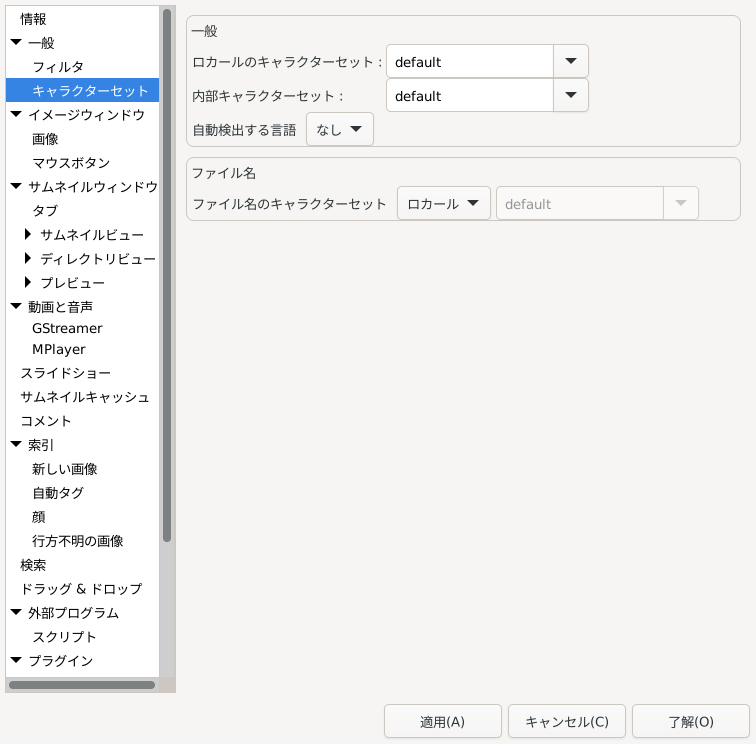 情報
一般
フィルタ
キャラクターセット
イメージウィンドウ
画像
マウスボタン
サムネイルウィンドウ
タブ
サムネイルビュー
ディレクトリビュー
プレビュー
動画と音声
GStreamer
MPlayer
スライドショー
サムネイルキャッシュ
コメント
索引
新しい画像
自動タグ
顔
行方不明の画像
検索
ドラッグ & ドロップ
外部プログラム
スクリプト
プラグイン
一般
ロカールのキャラクターセット : default
内部キャラクターセット : default
自動検出する言語 なし
ファイル名
ファイル名のキャラクターセット ロカール default
適用(A) キャンセル(C) 了解(O)